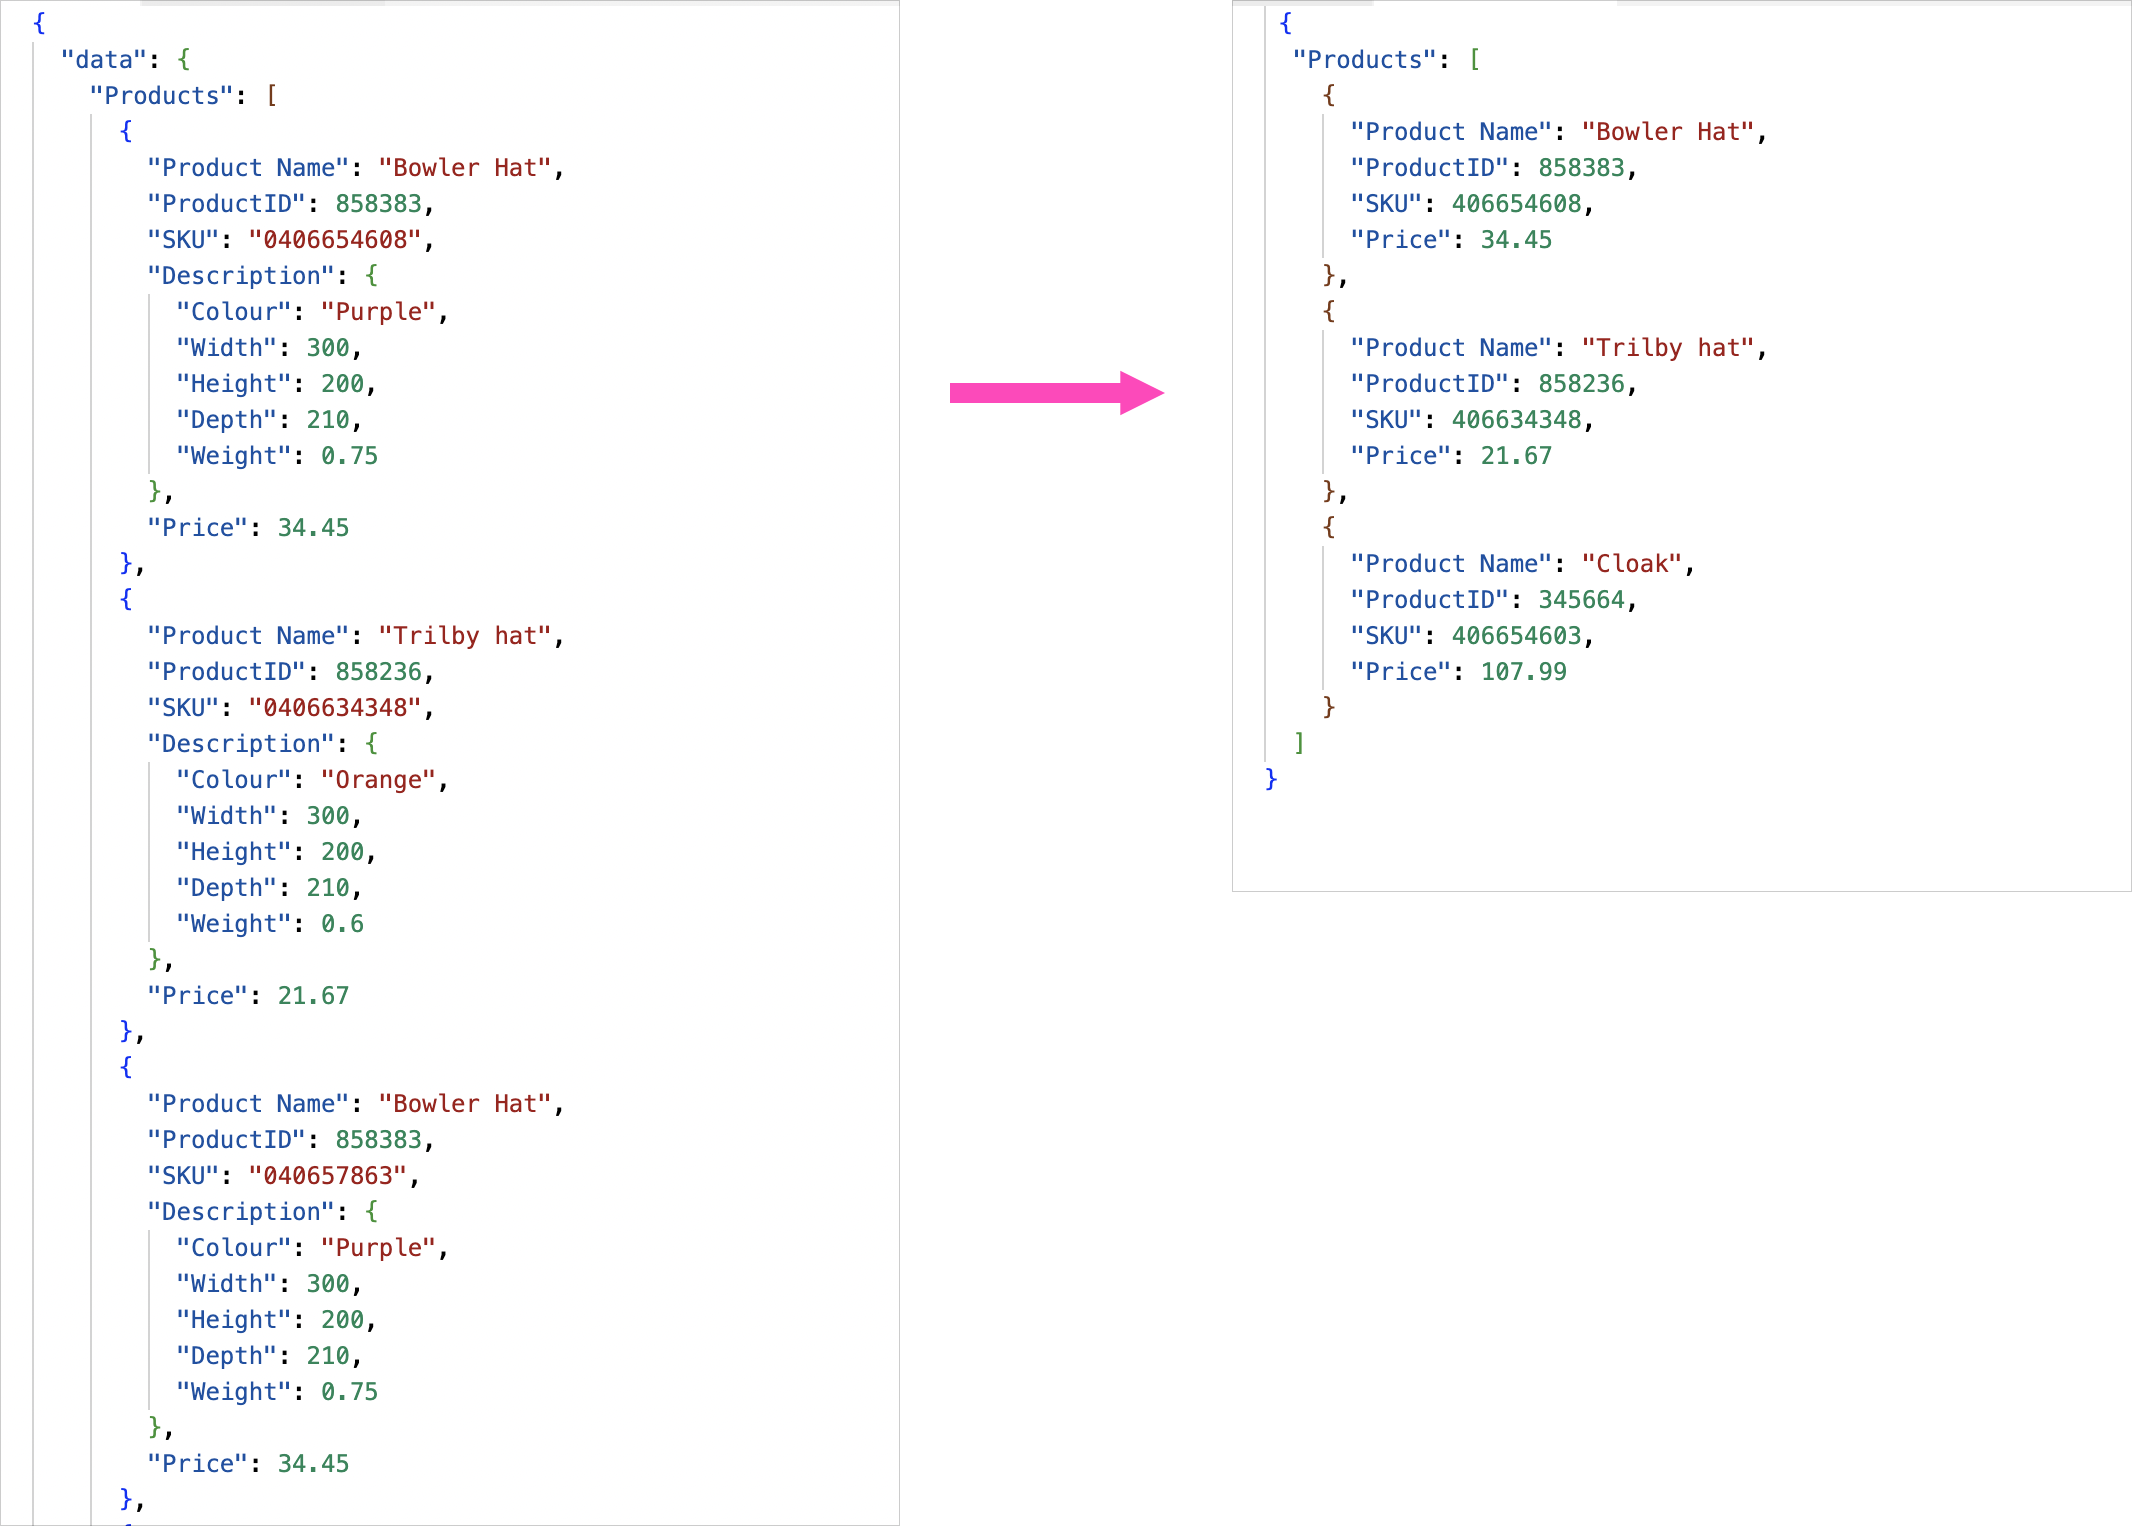 {
  "data": {
    "Products": [
      {
        "Product Name": "Bowler Hat",
        "ProductID": 858383,
        "SKU": "0406654608",
        "Description": {
          "Colour": "Purple",
          "Width": 300,
          "Height": 200,
          "Depth": 210,
          "Weight": 0.75
        },
        "Price": 34.45
      },
      {
        "Product Name": "Trilby hat",
        "ProductID": 858236,
        "SKU": "0406634348",
        "Description": {
          "Colour": "Orange",
          "Width": 300,
          "Height": 200,
          "Depth": 210,
          "Weight": 0.6
        },
        "Price": 21.67
      },
      {
        "Product Name": "Bowler Hat",
        "ProductID": 858383,
        "SKU": "040657863",
        "Description": {
          "Colour": "Purple",
          "Width": 300,
          "Height": 200,
          "Depth": 210,
          "Weight": 0.75
        },
        "Price": 34.45
      },
{
  "Products": [
    {
      "Product Name": "Bowler Hat",
      "ProductID": 858383,
      "SKU": 406654608,
      "Price": 34.45
    },
    {
      "Product Name": "Trilby hat",
      "ProductID": 858236,
      "SKU": 406634348,
      "Price": 21.67
    },
    {
      "Product Name": "Cloak",
      "ProductID": 345664,
      "SKU": 406654603,
      "Price": 107.99
    }
  ]
}